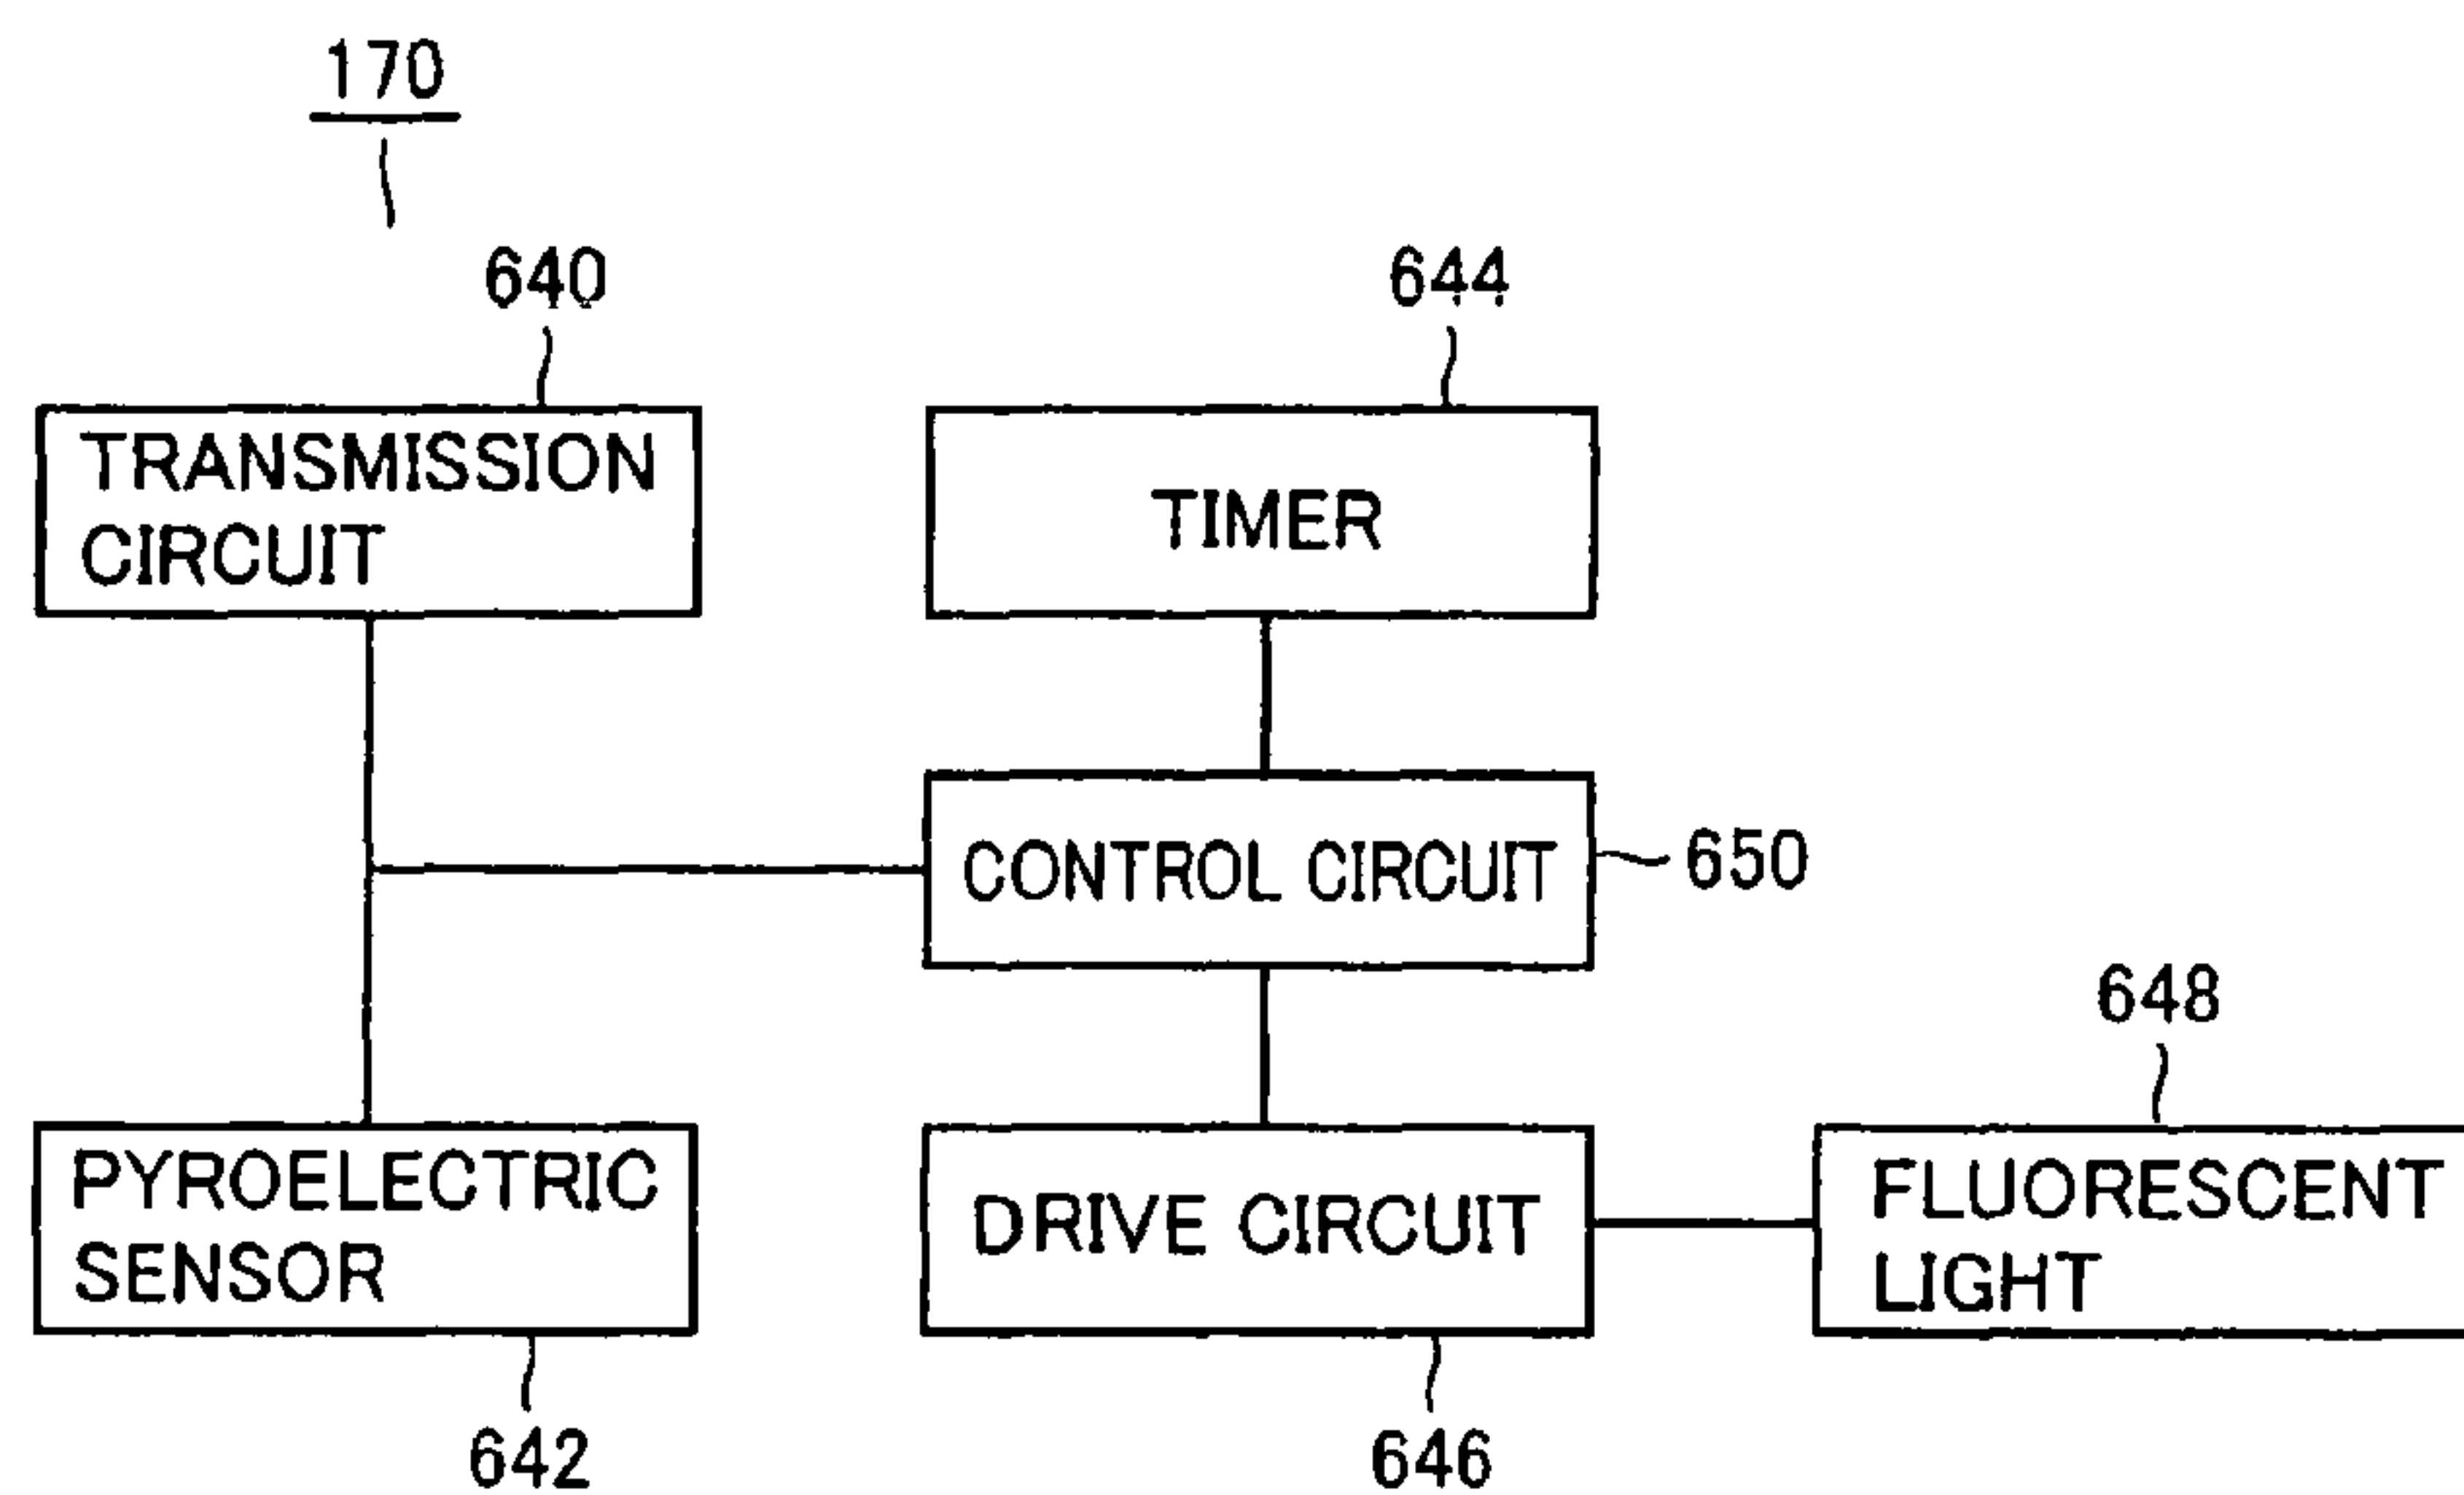 170
640
644
TRANSMISSION
CIRCUIT
TIMER
CONTROL CIRCUIT
650
648
PYROELECTRIC
SENSOR
DRIVE CIRCUIT
FLUORESCENT
LIGHT
642
646